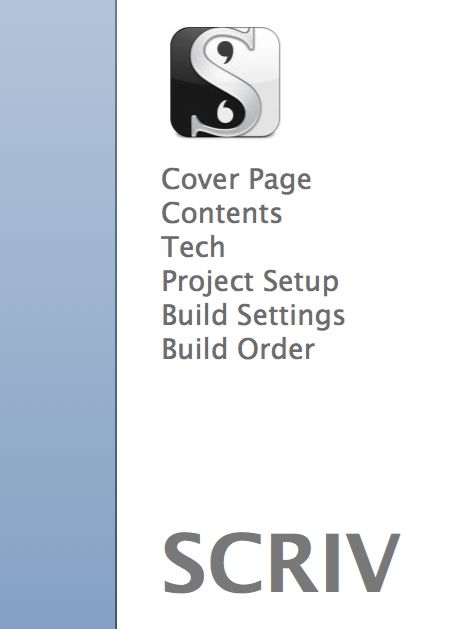 Cover Page
Contents
Tech
Project Setup
Build Settings
Build Order
SCRIV